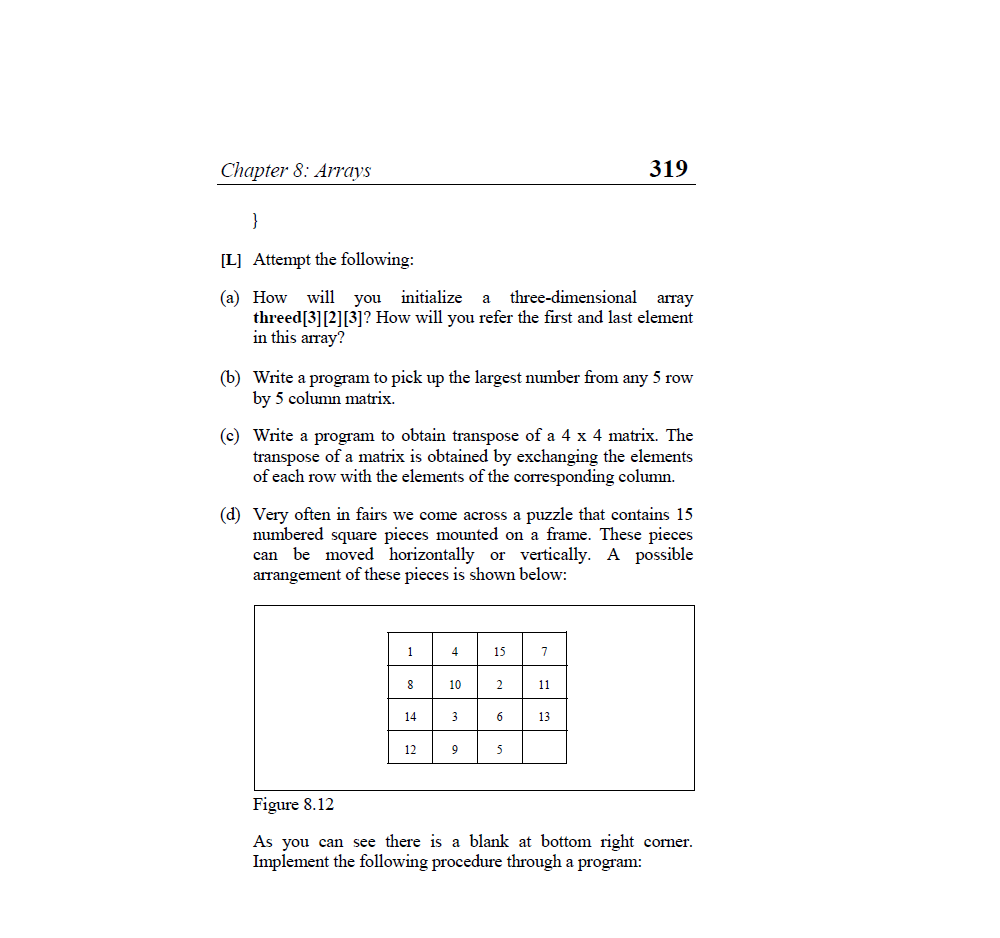 Chapter 8: Arrays 319
}
[L] Attempt the following:
(a) How will you initialize a three-dimensional array
threed[3][2][3]? How will you refer the first and last element
in this array?
(b) Write a program to pick up the largest number from any 5 row
by 5 column matrix.
(c) Write a program to obtain transpose of a 4 x 4 matrix. The
transpose of a matrix is obtained by exchanging the elements
of each row with the elements of the corresponding column.
(d) Very often in fairs we come across a puzzle that contains 15
numbered square pieces mounted on a frame. These pieces
can be moved horizontally or vertically. A possible
arrangement of these pieces is shown below:
1 4 15 7
8 10 2 11
14 3 6 13
12 9 5
Figure 8.12
As you can see there is a blank at bottom right corner.
Implement the following procedure through a program: